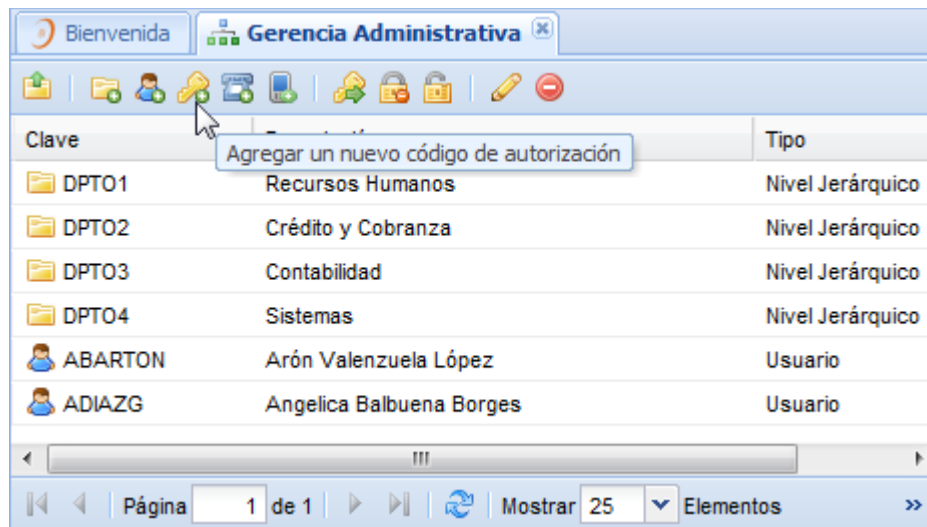 Bienvenida Gerencia Administrativa
Clave Tipo
Agregar un nuevo código de autorización
DPTO1 Recursos Humanos Nivel Jerárquico
DPTO2 Crédito y Cobranza Nivel Jerárquico
DPTO3 Contabilidad Nivel Jerárquico
DPTO4 Sistemas Nivel Jerárquico
ABARTON Arón Valenzuela López Usuario
ADIAZG Angelica Balbuena Borges Usuario
Página 1 de 1 Mostrar 25 Elementos »